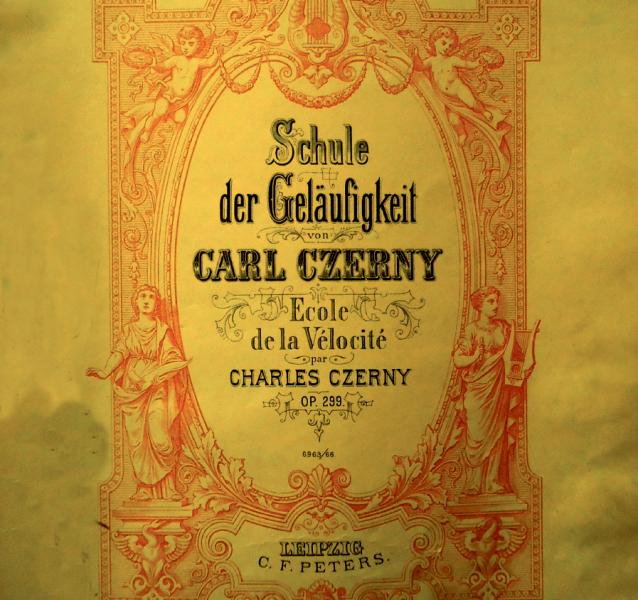 Schule
der Geläufigkeit
von
CARL CZERNY
Ecole
de la Vélocité
par
CHARLES CZERNY
OP. 299.
6963/66
LEIPZIG
C. F. PETERS.